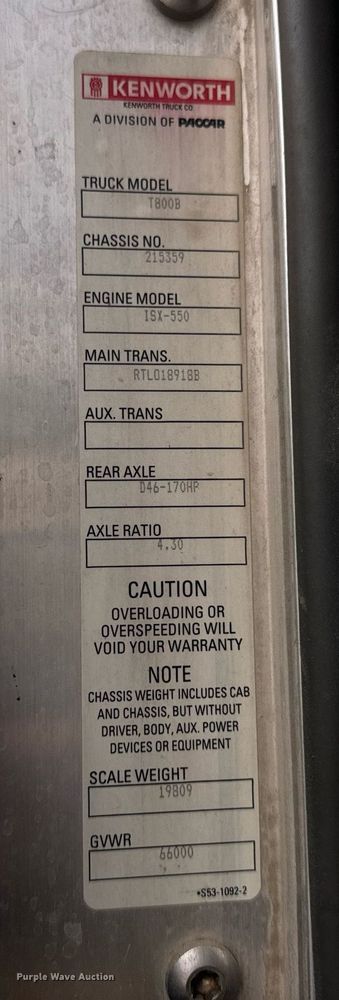 KENWORTH
KENWORTH TRUCK CO
A DIVISION OF PACCAR
TRUCK MODEL
T800B
CHASSIS NO.
215359
ENGINE MODEL
ISX-550
MAIN TRANS.
RTLO18918B
AUX. TRANS
REAR AXLE
D46-170HP
AXLE RATIO
4.30
CAUTION
OVERLOADING OR
OVERSPEEDING WILL
VOID YOUR WARRANTY
NOTE
CHASSIS WEIGHT INCLUDES CAB
AND CHASSIS, BUT WITHOUT
DRIVER, BODY, AUX. POWER
DEVICES OR EQUIPMENT
SCALE WEIGHT
19809
GVWR
66000
•S53-1092-2
Purple Wave Auction